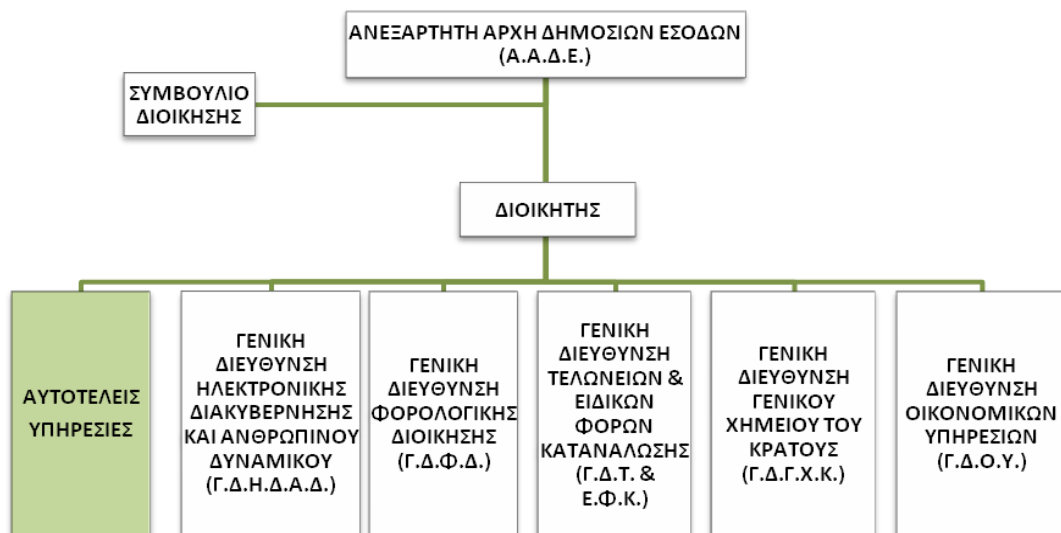 ΑΝΕΞΑΡΤΗΤΗ ΑΡΧΗ ΔΗΜΟΣΙΩΝ ΕΣΟΔΩΝ
(Α.Α.Δ.Ε.)
ΣΥΜΒΟΥΛΙΟ
ΔΙΟΙΚΗΣΗΣ
ΔΙΟΙΚΗΤΗΣ
ΑΥΤΟΤΕΛΕΙΣ
ΥΠΗΡΕΣΙΕΣ
ΓΕΝΙΚΗ
ΔΙΕΥΘΥΝΣΗ
ΗΛΕΚΤΡΟΝΙΚΗΣ
ΔΙΑΚΥΒΕΡΝΗΣΗΣ
ΚΑΙ ΑΝΘΡΩΠΙΝΟΥ
ΔΥΝΑΜΙΚΟΥ
(Γ.Δ.Η.Δ.Α.Δ.)
ΓΕΝΙΚΗ
ΔΙΕΥΘΥΝΣΗ
ΦΟΡΟΛΟΓΙΚΗΣ
ΔΙΟΙΚΗΣΗΣ
(Γ.Δ.Φ.Δ.)
ΓΕΝΙΚΗ
ΔΙΕΥΘΥΝΣΗ
ΤΕΛΩΝΕΙΩΝ &
ΕΙΔΙΚΩΝ
ΦΟΡΩΝ
ΚΑΤΑΝΑΛΩΣΗΣ
(Γ.Δ.Τ. &
Ε.Φ.Κ.)
ΓΕΝΙΚΗ
ΔΙΕΥΘΥΝΣΗ
ΓΕΝΙΚΟΥ
ΧΗΜΕΙΟΥ ΤΟΥ
ΚΡΑΤΟΥΣ
(Γ.Δ.Γ.Χ.Κ.)
ΓΕΝΙΚΗ
ΔΙΕΥΘΥΝΣΗ
ΟΙΚΟΝΟΜΙΚΩΝ
ΥΠΗΡΕΣΙΩΝ
(Γ.Δ.Ο.Υ.)